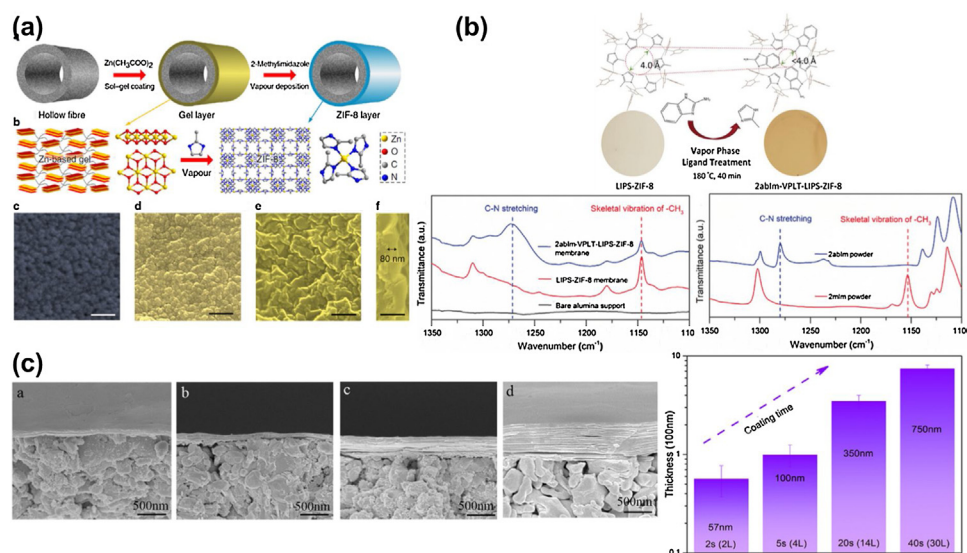 (a)
Zn(CH3COO)2
Sol–gel coating
2-Methylimidazole
Vapour deposition
Hollow fibre
Gel layer
ZIF-8 layer
b
Zn-based gel
Vapour
ZIF-8
Zn
O
C
N
c
d
e
f
80 nm
(b)
4.0 Å
<4.0 Å
NH2
Vapor Phase
Ligand Treatment
180 °C, 40 min
LIPS-ZIF-8
2abIm-VPLT-LIPS-ZIF-8
C-N stretching
Skeletal vibration of -CH3
2abIm-VPLT-LIPS-ZIF-8
membrane
LIPS-ZIF-8 membrane
Bare alumina support
Transmittance (a.u.)
1350
1300
1250
1200
1150
1100
Wavenumber (cm-1)
C-N stretching
Skeletal vibration of -CH3
2abIm powder
2mIm powder
Transmittance (a.u.)
1350
1300
1250
1200
1150
1100
Wavenumber (cm-1)
(c)
a
500nm
b
500nm
c
500nm
d
500nm
Thickness (100nm)
10
1
0.1
Coating time
57nm
2s (2L)
100nm
5s (4L)
350nm
20s (14L)
750nm
40s (30L)